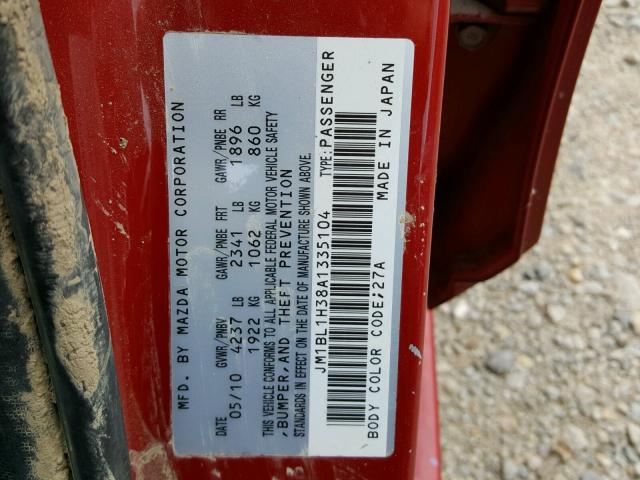 MFD. BY MAZDA MOTOR CORPORATION
DATE GVWR/PNBV GAWR/PNBE FRT GAWR/PNBE RR
05/10 4237 LB 2341 LB 1896 LB
1922 KG 1062 KG 860 KG
THIS VEHICLE CONFORMS TO ALL APPLICABLE FEDERAL MOTOR VEHICLE SAFETY
,BUMPER,AND THEFT PREVENTION
STANDARDS IN EFFECT ON THE DATE OF MANUFACTURE SHOWN ABOVE.
JM1BL1H38A1335104 TYPE:PASSENGER
BODY COLOR CODE;27A MADE IN JAPAN